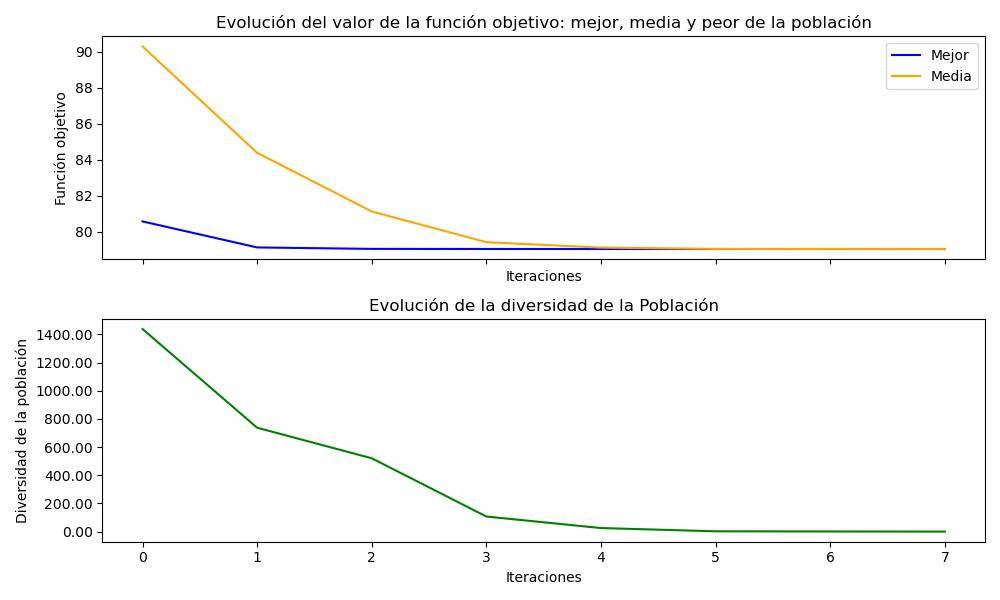 Evolución del valor de la función objetivo: mejor, media y peor de la población
Función objetivo
90
88
86
84
82
80
Mejor
Media
Iteraciones
Evolución de la diversidad de la Población
Diversidad de la población
1400.00
1200.00
1000.00
800.00
600.00
400.00
200.00
0.00
0 1 2 3 4 5 6 7
Iteraciones